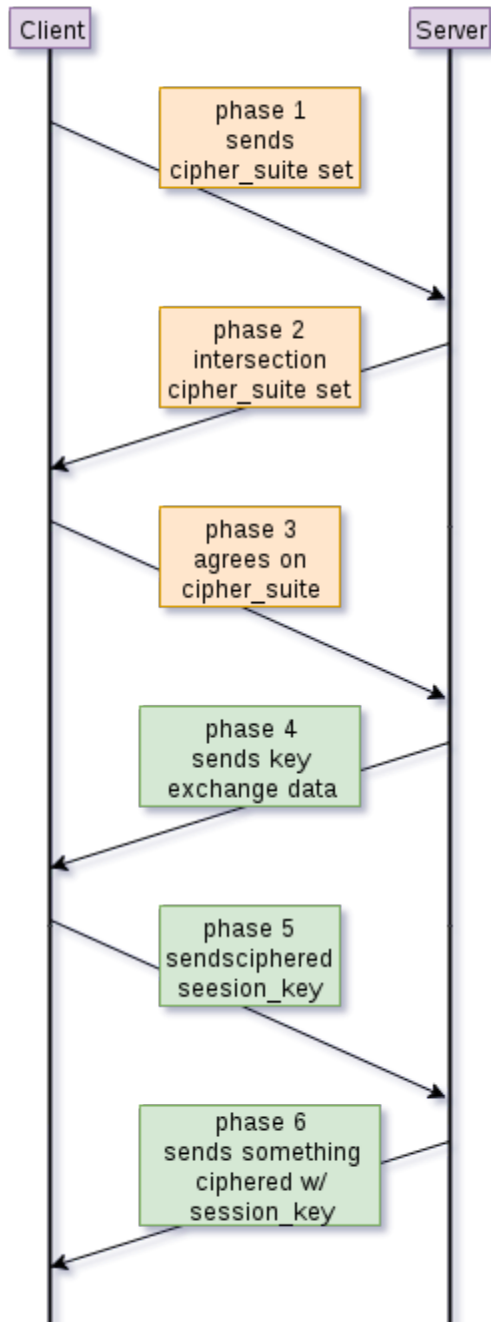 Client
Server
phase 1
sends
cipher_suite set
phase 2
intersection
cipher_suite set
phase 3
agrees on
cipher_suite
phase 4
sends key
exchange data
phase 5
sendsciphered
seesion_key
phase 6
sends something
ciphered w/
session_key